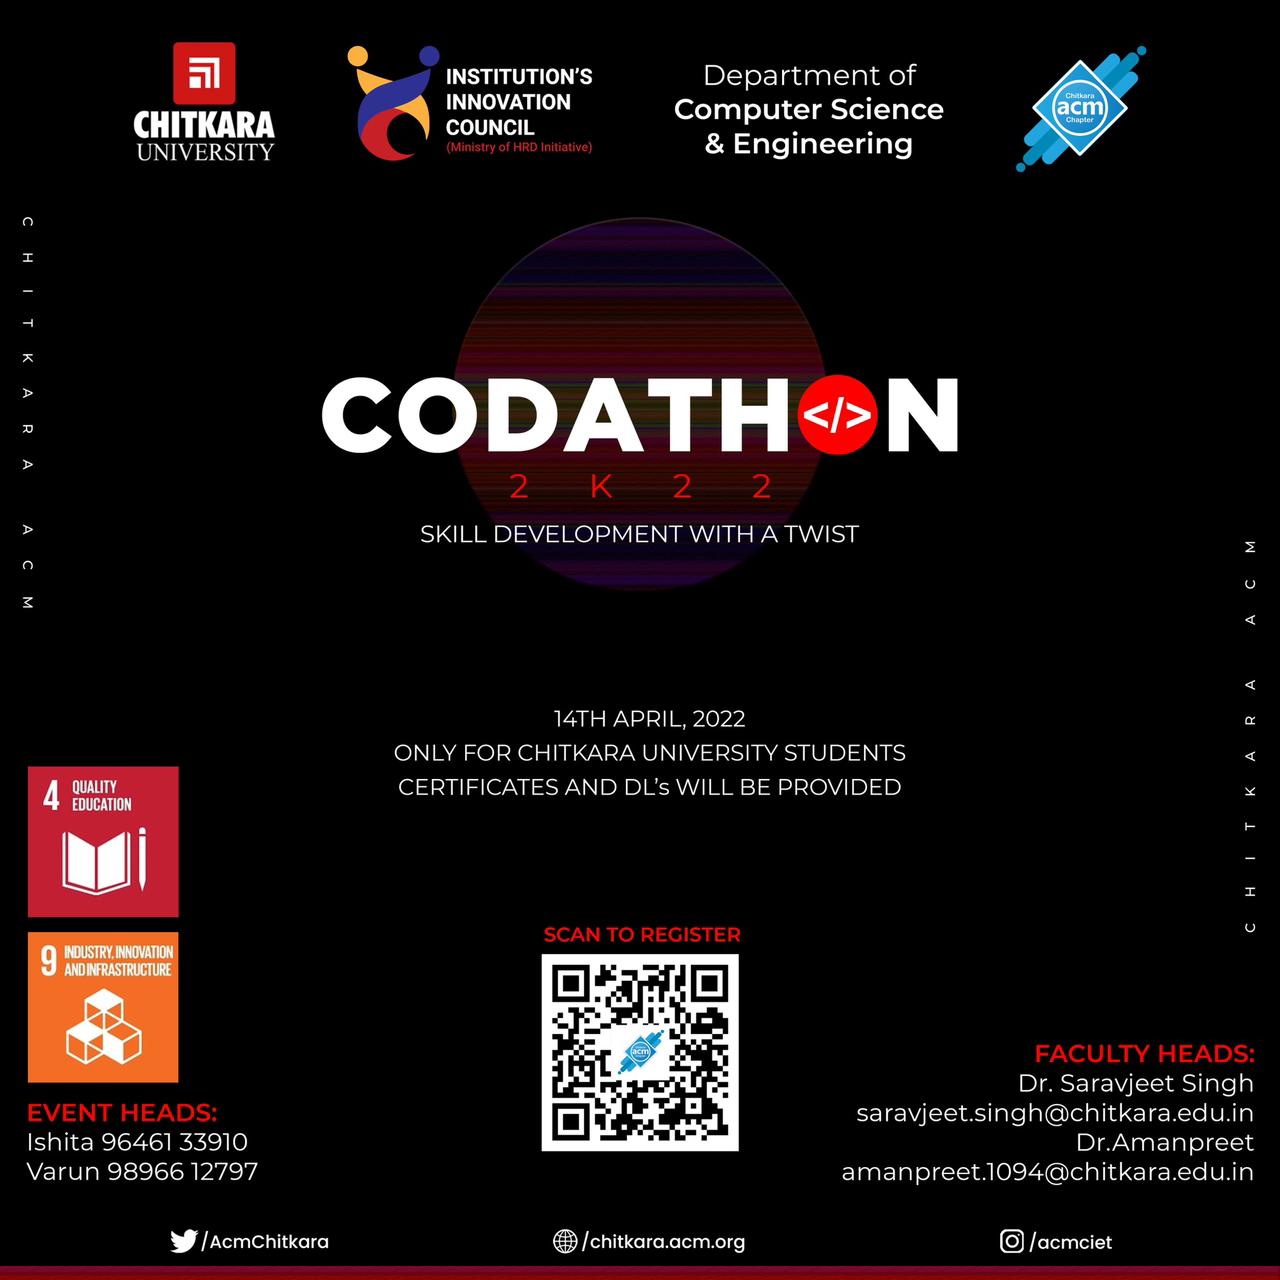 CHITKARA
UNIVERSITY
INSTITUTION'S
INNOVATION
COUNCIL
(Ministry of HRD Initiative)
Department of
Computer Science
& Engineering
Chitkara
acm
Chapter
CHITKARA ACM
CODATH</>N
2K22
SKILL DEVELOPMENT WITH A TWIST
CHITKARA ACM
14TH APRIL, 2022
ONLY FOR CHITKARA UNIVERSITY STUDENTS
CERTIFICATES AND DL's WILL BE PROVIDED
4 QUALITY
EDUCATION
9 INDUSTRY, INNOVATION
AND INFRASTRUCTURE
EVENT HEADS:
Ishita 96461 33910
Varun 98966 12797
SCAN TO REGISTER
acm
FACULTY HEADS:
Dr. Saravjeet Singh
saravjeet.singh@chitkara.edu.in
Dr.Amanpreet
amanpreet.1094@chitkara.edu.in
/AcmChitkara
/chitkara.acm.org
/acmciet